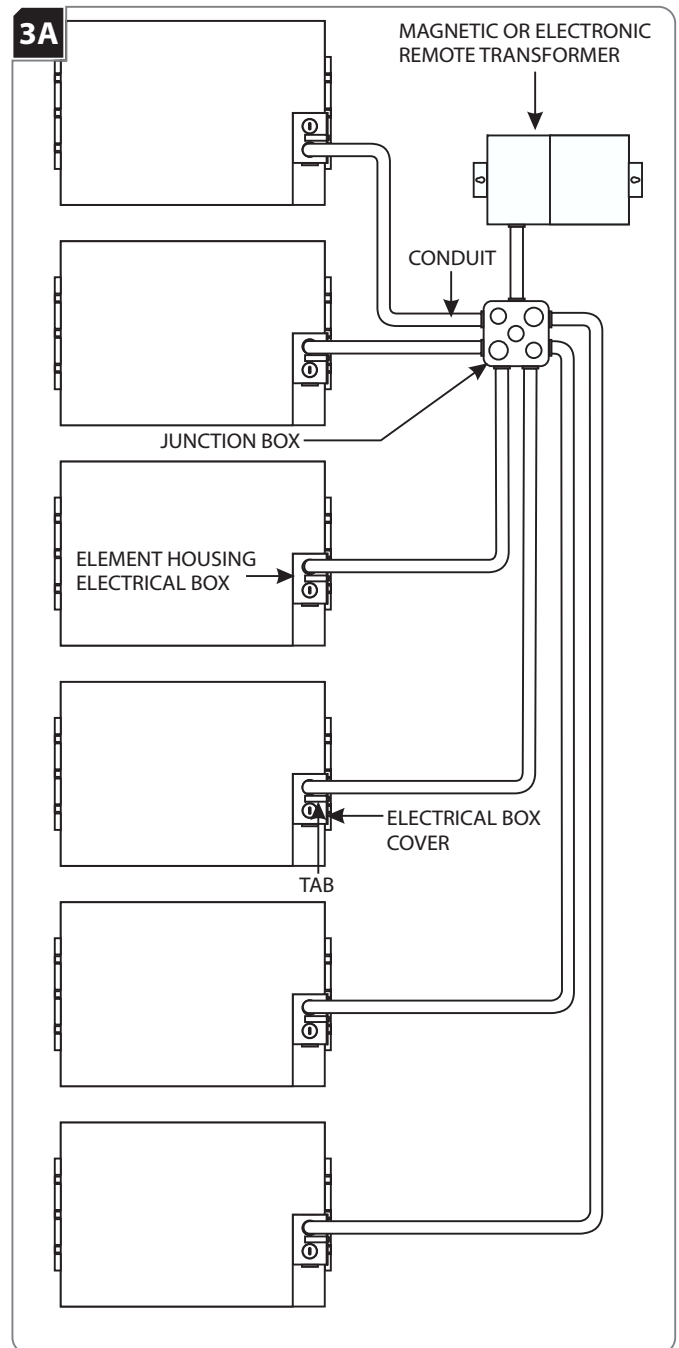 3A
MAGNETIC OR ELECTRONIC
REMOTE TRANSFORMER
CONDUIT
JUNCTION BOX
ELEMENT HOUSING
ELECTRICAL BOX
ELECTRICAL BOX
COVER
TAB